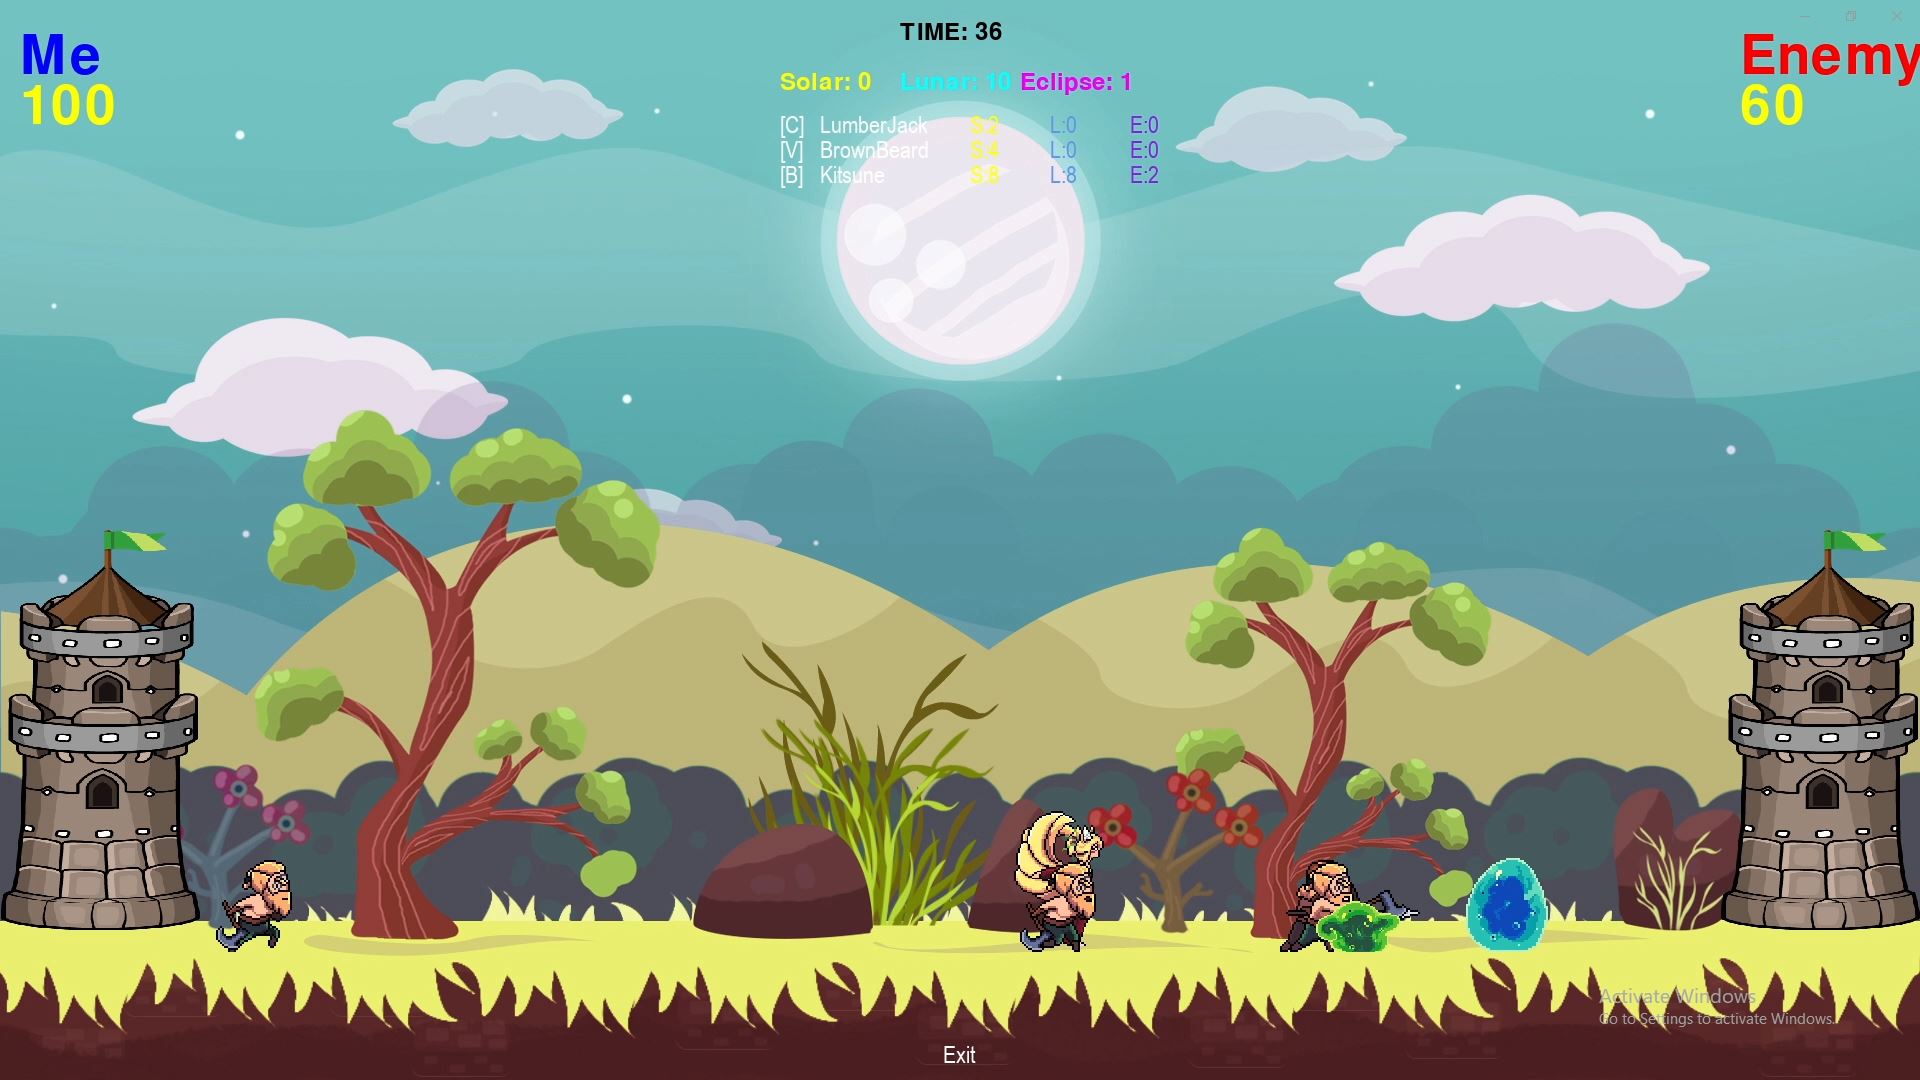 TIME: 36
Me
100
Enemy
60
Solar: 0 Lunar: 10 Eclipse: 1
[C] LumberJack S:2 L:0 E:0
[V] BrownBeard S:4 L:0 E:0
[B] Kitsune S:8 L:8 E:2
Activate Windows
Go to Settings to activate Windows.
Exit